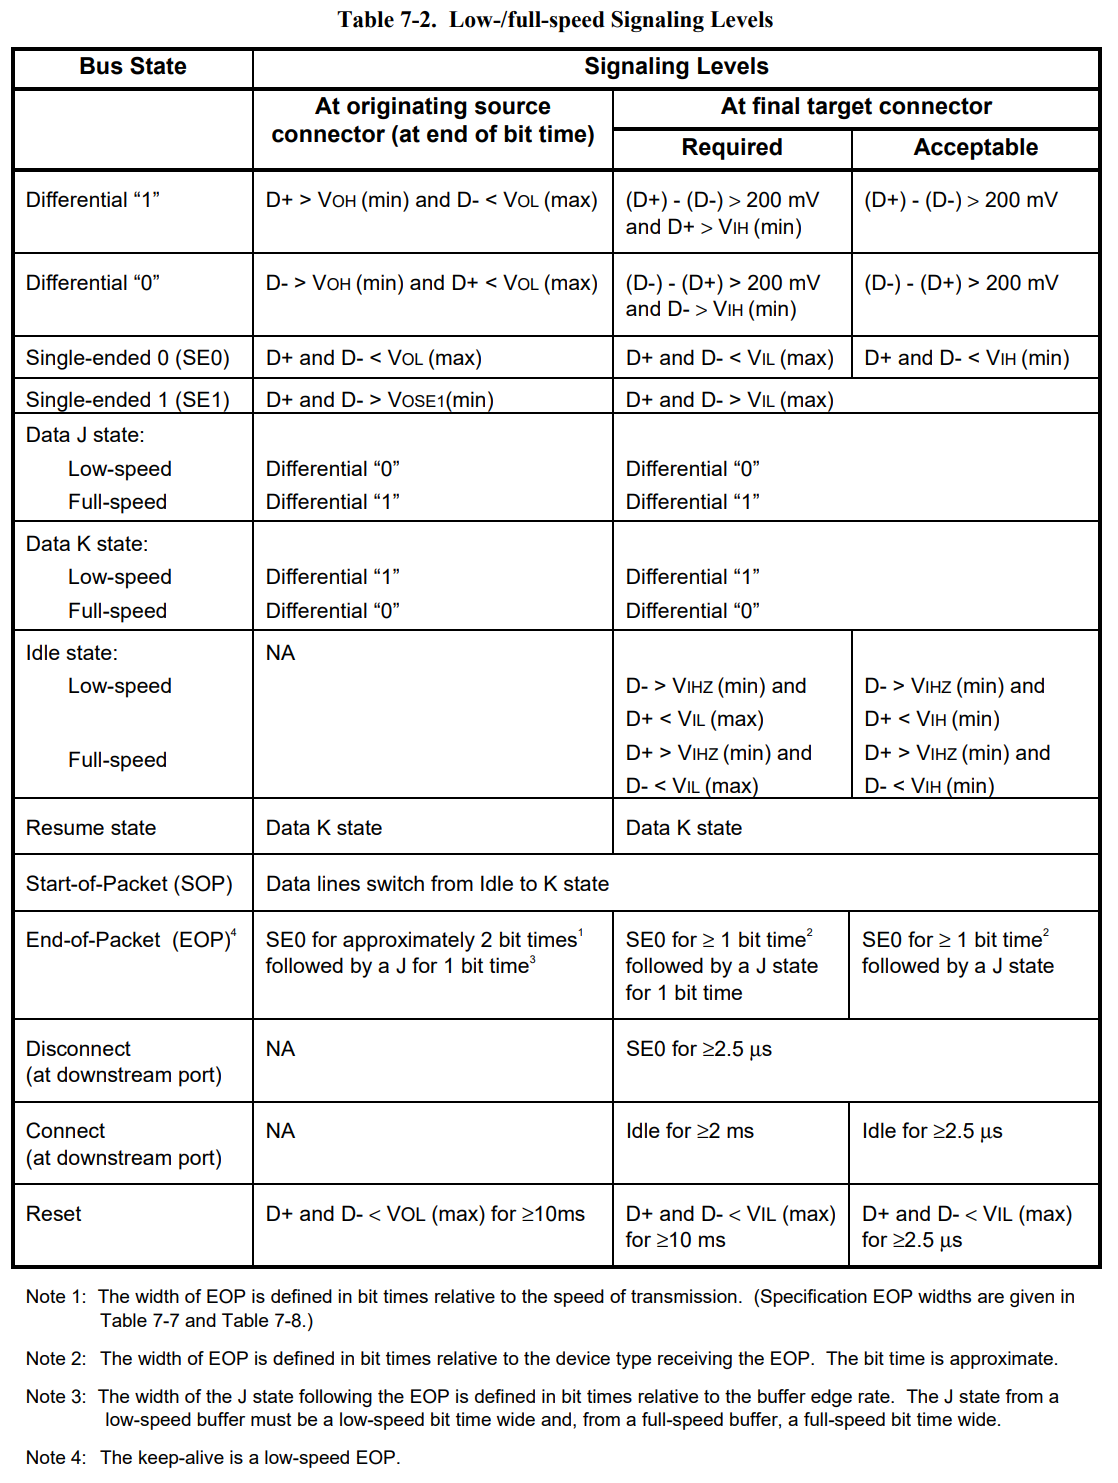 Table 7-2.  Low-/full-speed Signaling Levels
Bus State
Signaling Levels
At originating source
connector (at end of bit time)
At final target connector
Required
Acceptable
Differential “1”
D+ > VOH (min) and D- < VOL (max)
(D+) - (D-) > 200 mV
and D+ > VIH (min)
(D+) - (D-) > 200 mV
Differential “0”
D- > VOH (min) and D+ < VOL (max)
(D-) - (D+) > 200 mV
and D- > VIH (min)
(D-) - (D+) > 200 mV
Single-ended 0 (SE0)
D+ and D- < VOL (max)
D+ and D- < VIL (max)
D+ and D- < VIH (min)
Single-ended 1 (SE1)
D+ and D- > VOSE1(min)
D+ and D- > VIL (max)
Data J state:
Low-speed
Differential “0”
Differential “0”
Full-speed
Differential “1”
Differential “1”
Data K state:
Low-speed
Differential “1”
Differential “1”
Full-speed
Differential “0”
Differential “0”
Idle state:
NA
Low-speed
D- > VIHZ (min) and
D+ < VIL (max)
D- > VIHZ (min) and
D+ < VIH (min)
Full-speed
D+ > VIHZ (min) and
D- < VIL (max)
D+ > VIHZ (min) and
D- < VIH (min)
Resume state
Data K state
Data K state
Start-of-Packet (SOP)
Data lines switch from Idle to K state
End-of-Packet  (EOP)⁴
SE0 for approximately 2 bit times¹
followed by a J for 1 bit time³
SE0 for ≥ 1 bit time²
followed by a J state
for 1 bit time
SE0 for ≥ 1 bit time²
followed by a J state
Disconnect
(at downstream port)
NA
SE0 for ≥2.5 μs
Connect
(at downstream port)
NA
Idle for ≥2 ms
Idle for ≥2.5 μs
Reset
D+ and D- < VOL (max) for ≥10ms
D+ and D- < VIL (max)
for ≥10 ms
D+ and D- < VIL (max)
for ≥2.5 μs
Note 1:  The width of EOP is defined in bit times relative to the speed of transmission.  (Specification EOP widths are given in
Table 7-7 and Table 7-8.)
Note 2:  The width of EOP is defined in bit times relative to the device type receiving the EOP.  The bit time is approximate.
Note 3:  The width of the J state following the EOP is defined in bit times relative to the buffer edge rate.  The J state from a
low-speed buffer must be a low-speed bit time wide and, from a full-speed buffer, a full-speed bit time wide.
Note 4:  The keep-alive is a low-speed EOP.